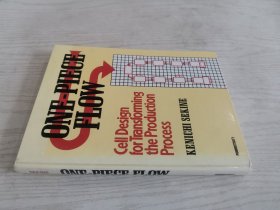 ONE-PIECE
FLOW
Cell Design
for Transforming
the Production
Process
KENICHI SEKINE
ONE-PIECE FLOW